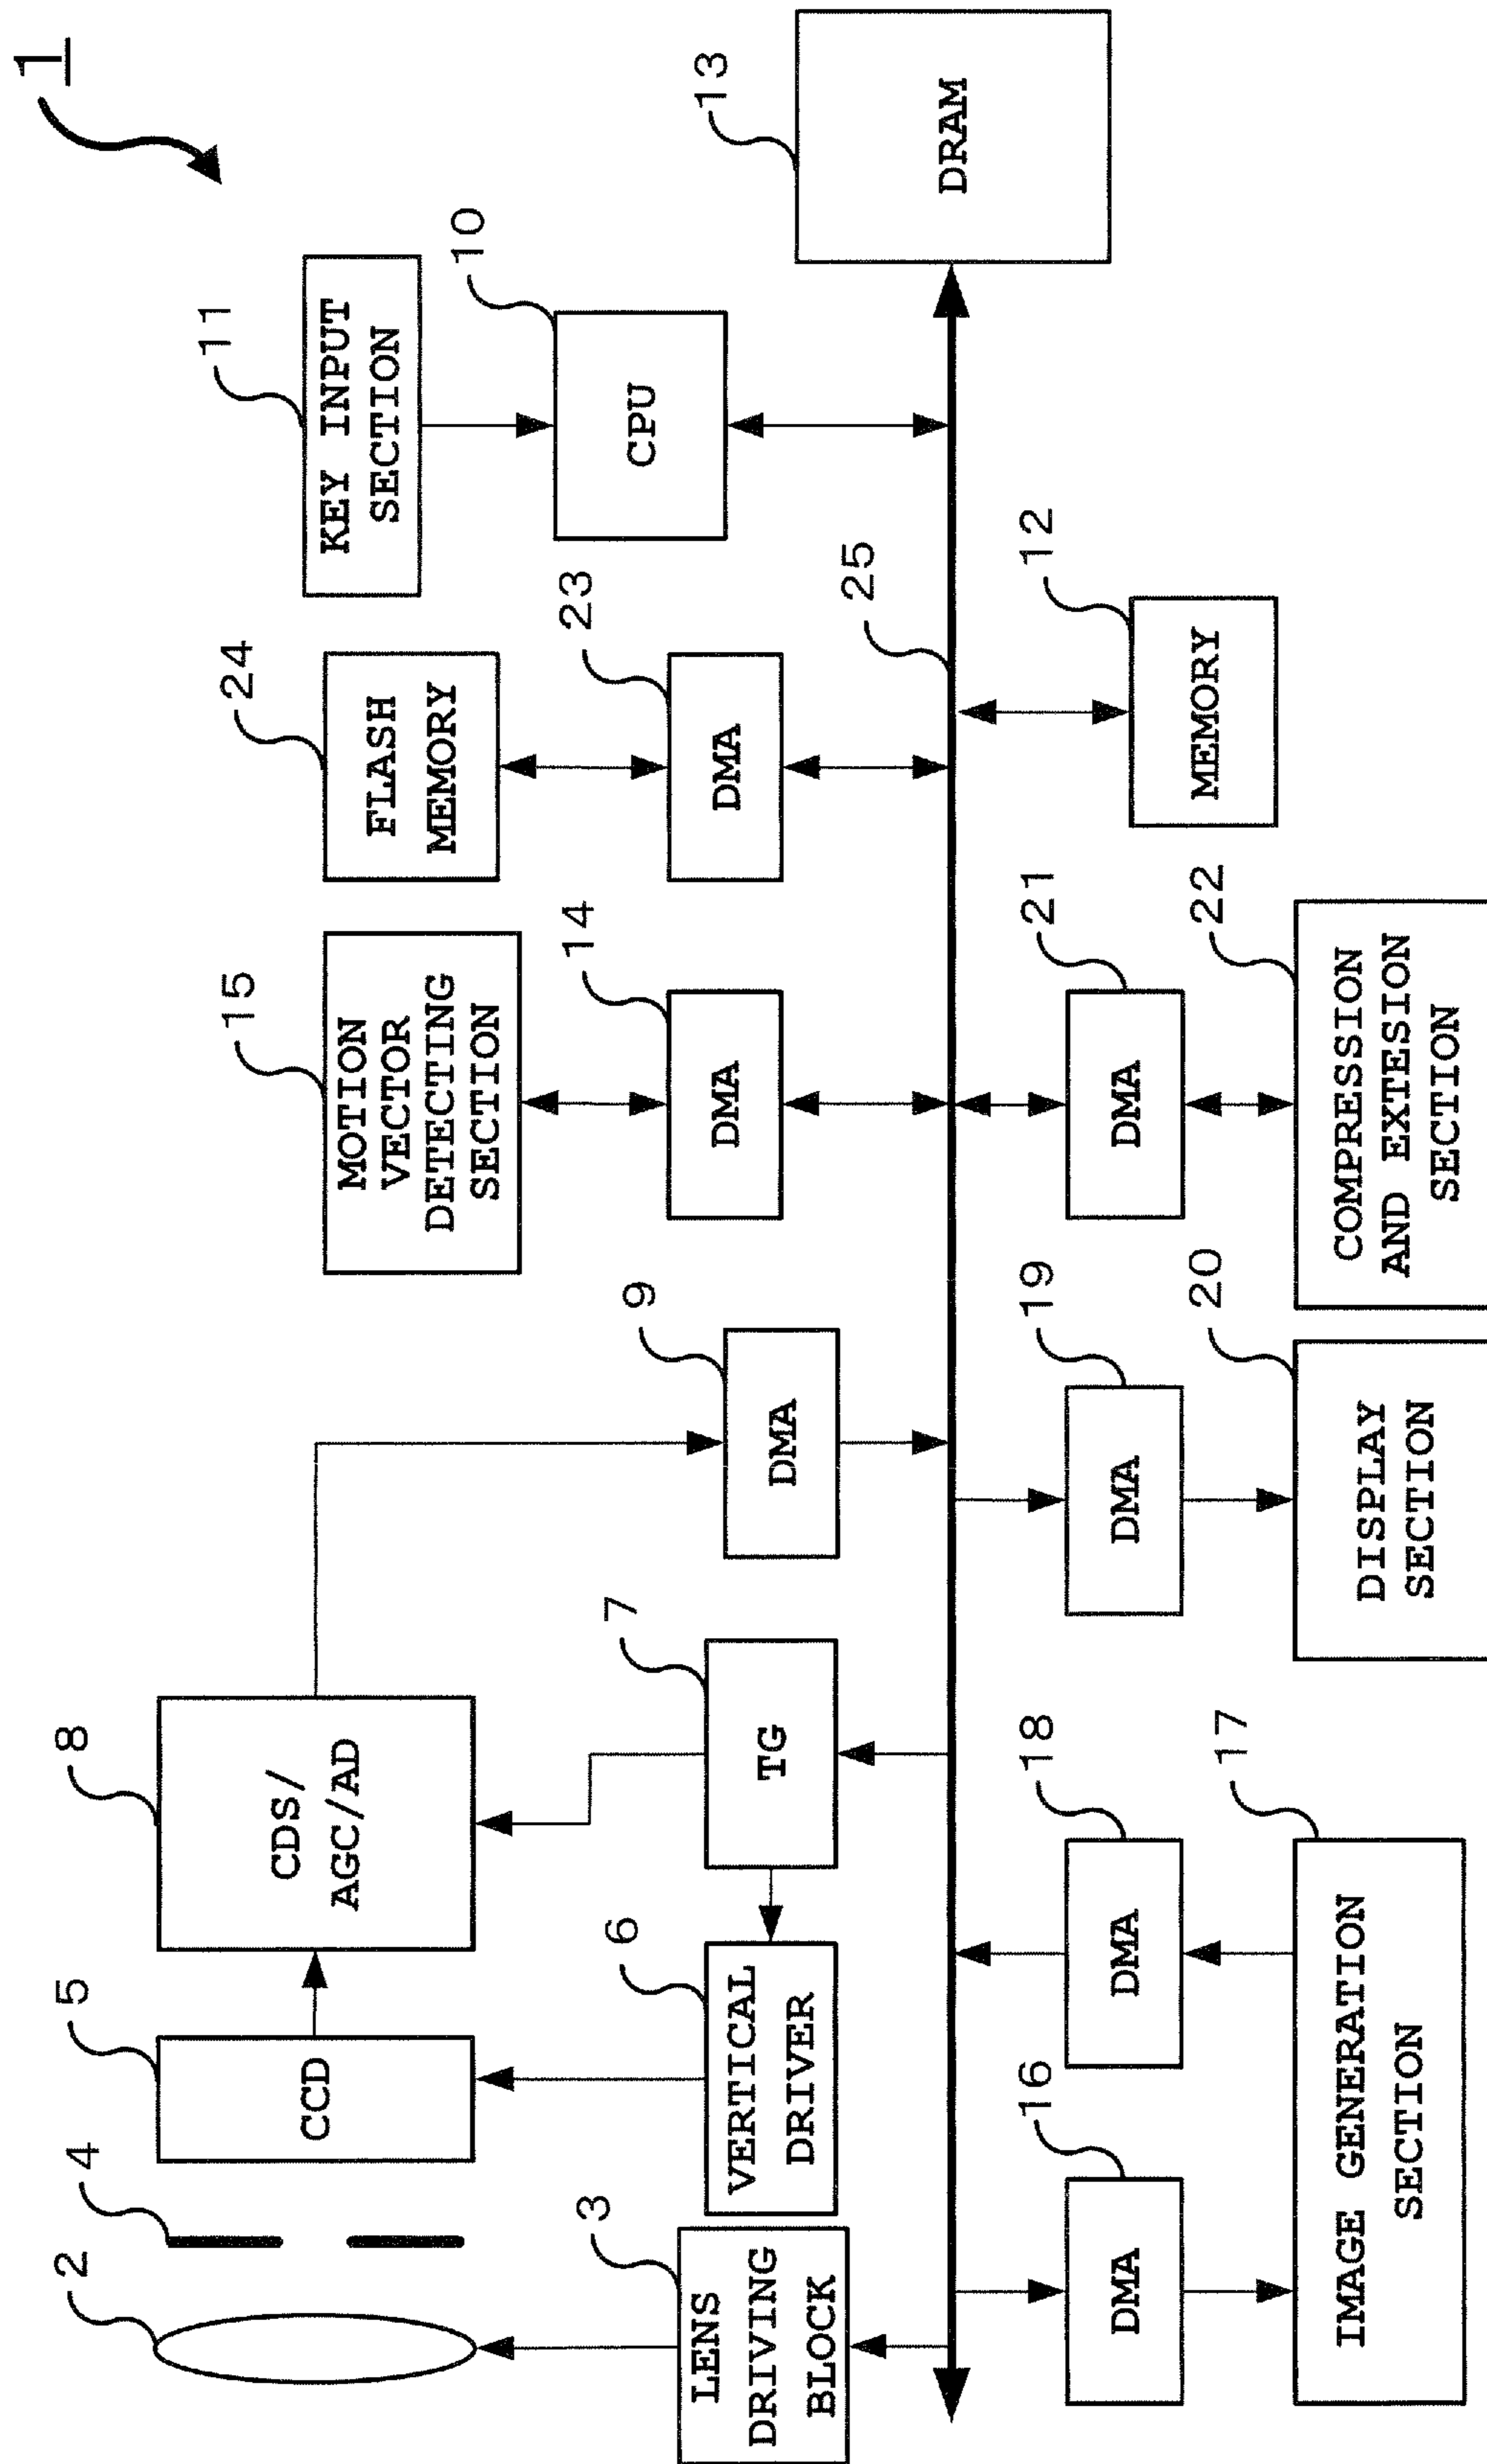 1
2
4
5
CCD
8
CDS/
AGC/AD
3
LENS
DRIVING
BLOCK
6
VERTICAL
DRIVER
7
TG
9
DMA
15
MOTION
VECTOR
DETECTING
SECTION
14
DMA
24
FLASH
MEMORY
23
DMA
11
KEY INPUT
SECTION
10
CPU
13
DRAM
25
16
DMA
18
DMA
17
IMAGE GENERATION
SECTION
19
DMA
20
DISPLAY
SECTION
21
DMA
22
COMPRESSION
AND EXTESION
SECTION
12
MEMORY